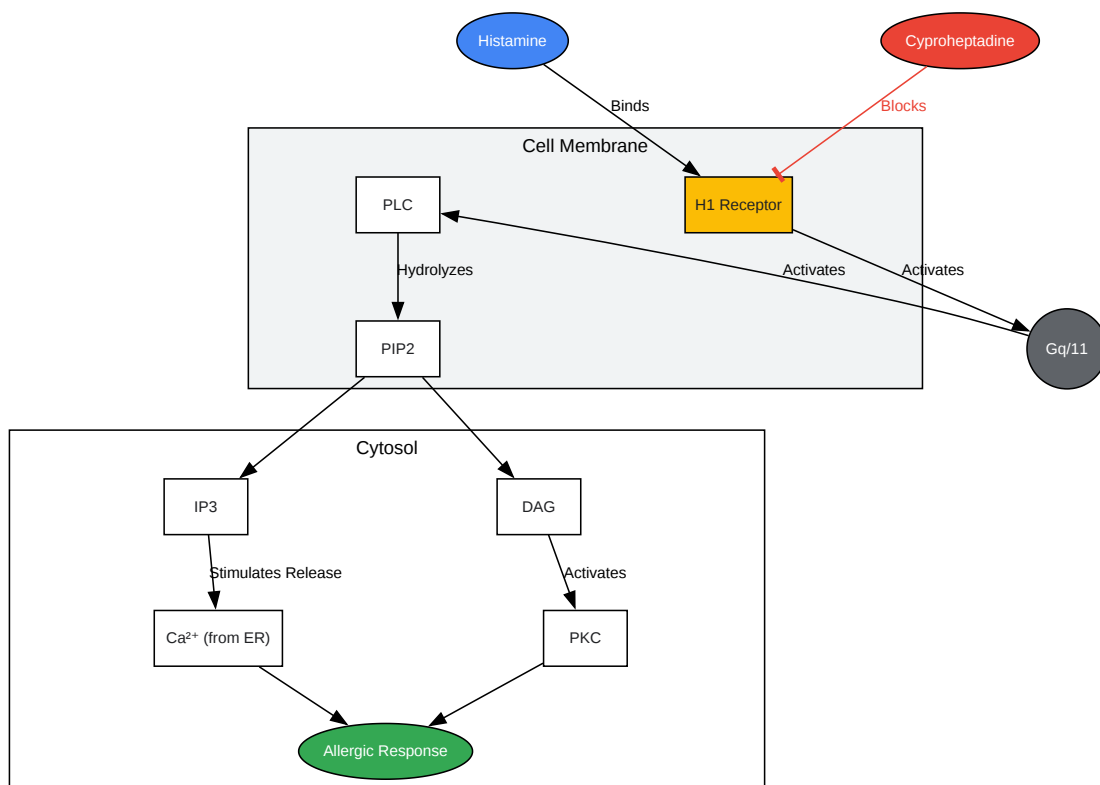 Histamine
Cyproheptadine
Binds
Blocks
Cell Membrane
PLC
H1 Receptor
Hydrolyzes
Activates
Activates
PIP2
Gq/11
Cytosol
IP3
DAG
Stimulates Release
Activates
Ca²⁺ (from ER)
PKC
Allergic Response